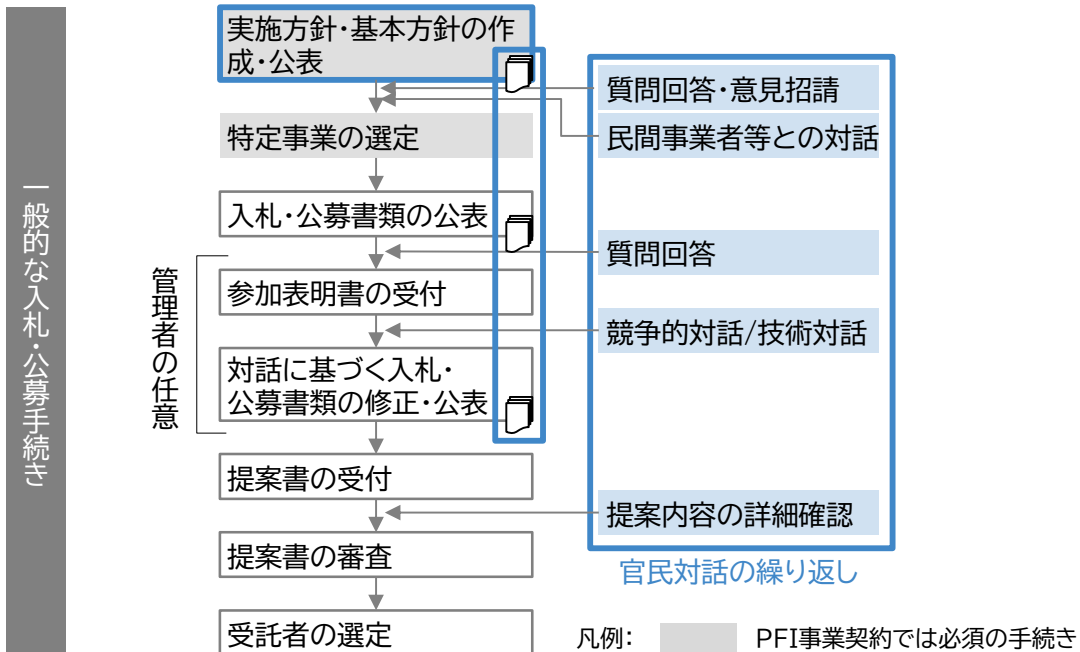 一般的な入札・公募手続き
実施方針・基本方針の作
成・公表
特定事業の選定
入札・公募書類の公表
管理者の任意
参加表明書の受付
対話に基づく入札・
公募書類の修正・公表
提案書の受付
提案書の審査
受託者の選定
質問回答・意見招請
民間事業者等との対話
質問回答
競争的対話/技術対話
提案内容の詳細確認
官民対話の繰り返し
凡例:
PFI事業契約では必須の手続き